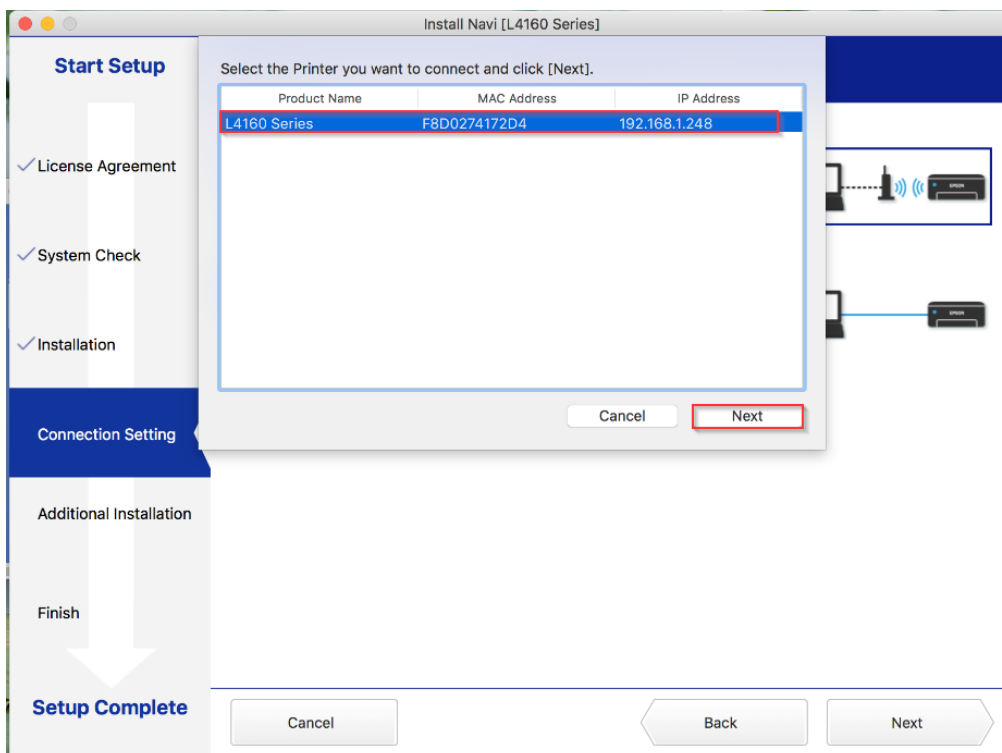 Install Navi [L4160 Series]
Start Setup
License Agreement
System Check
Installation
Connection Setting
Additional Installation
Finish
Setup Complete
Select the Printer you want to connect and click [Next].
Product Name MAC Address IP Address
L4160 Series F8D0274172D4 192.168.1.248
Cancel Next
EPSON
EPSON
Cancel Back Next